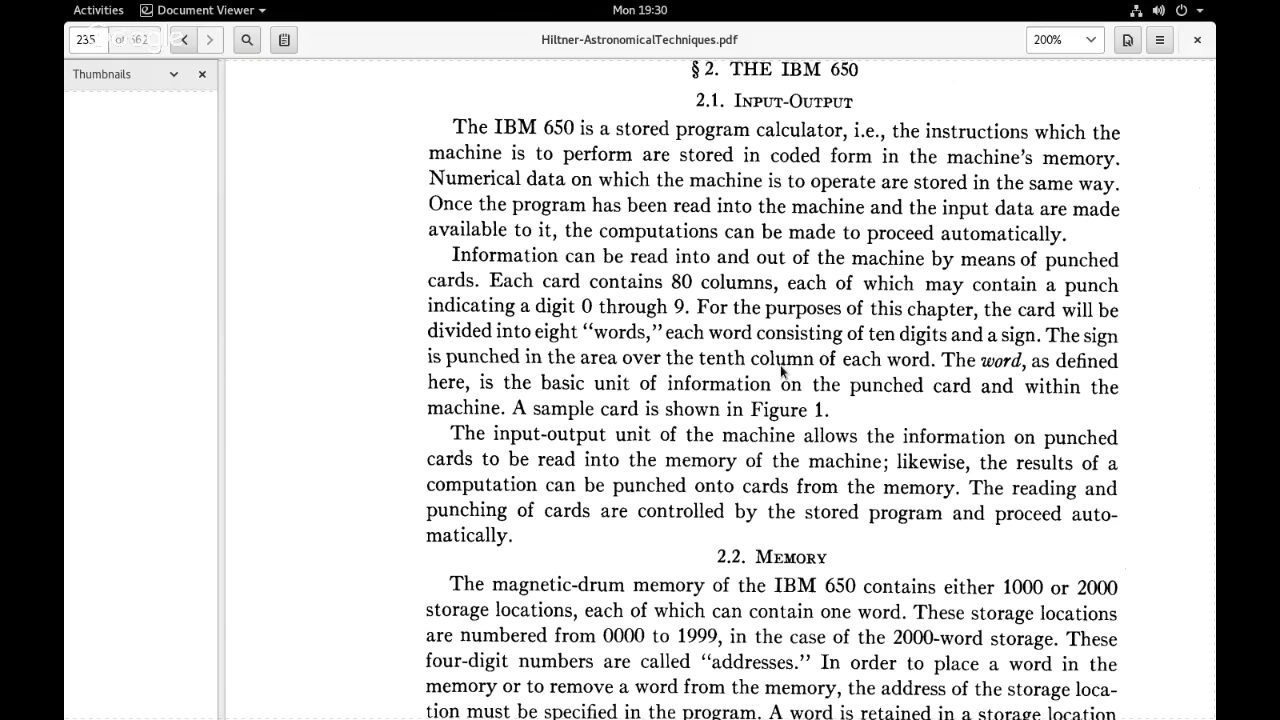 Activities
Document Viewer
Mon 19:30
235
of 662
Hiltner-AstronomicalTechniques.pdf
200%
Thumbnails
§ 2. THE IBM 650
2.1. INPUT-OUTPUT
The IBM 650 is a stored program calculator, i.e., the instructions which the
machine is to perform are stored in coded form in the machine's memory.
Numerical data on which the machine is to operate are stored in the same way.
Once the program has been read into the machine and the input data are made
available to it, the computations can be made to proceed automatically.
Information can be read into and out of the machine by means of punched
cards. Each card contains 80 columns, each of which may contain a punch
indicating a digit 0 through 9. For the purposes of this chapter, the card will be
divided into eight “words,” each word consisting of ten digits and a sign. The sign
is punched in the area over the tenth column of each word. The word, as defined
here, is the basic unit of information on the punched card and within the
machine. A sample card is shown in Figure 1.
The input-output unit of the machine allows the information on punched
cards to be read into the memory of the machine; likewise, the results of a
computation can be punched onto cards from the memory. The reading and
punching of cards are controlled by the stored program and proceed auto-
matically.
2.2. MEMORY
The magnetic-drum memory of the IBM 650 contains either 1000 or 2000
storage locations, each of which can contain one word. These storage locations
are numbered from 0000 to 1999, in the case of the 2000-word storage. These
four-digit numbers are called “addresses.” In order to place a word in the
memory or to remove a word from the memory, the address of the storage loca-
tion must be specified in the program. A word is retained in a storage location